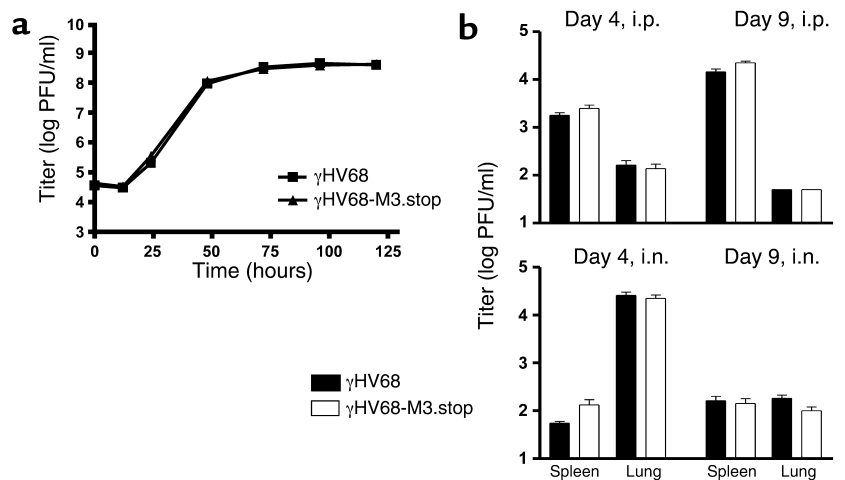 a
Titer (log PFU/ml)
10
9
8
7
6
5
4
3
0
25
50
75
100
125
Time (hours)
γHV68
γHV68-M3.stop
γHV68
γHV68-M3.stop
b
Titer (log PFU/ml)
Day 4, i.p.
Day 9, i.p.
5
4
3
2
1
Day 4, i.n.
Day 9, i.n.
5
4
3
2
1
Spleen
Lung
Spleen
Lung